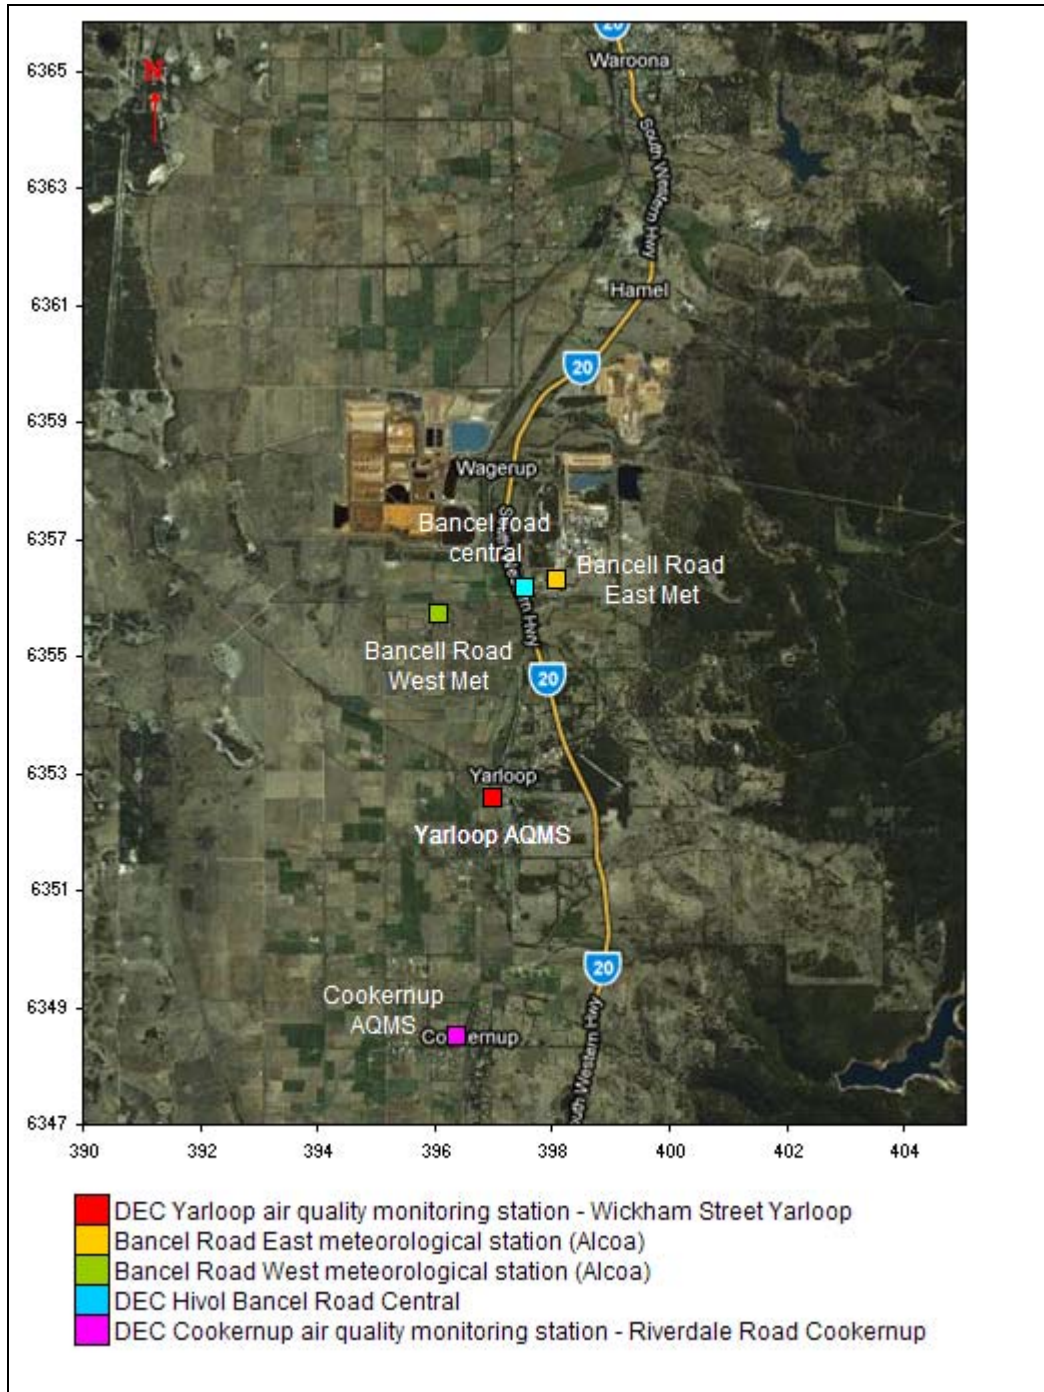 20
Waroona
6365
N
South Western Hwy
6363
6361
Hamel
20
6359
Wagerup
6357
Bancel road
central
Bancell Road
East Met
Bancell Road
West Met
6355
20
6353
Yarloop
Yarloop AQMS
6351
20
Cookernup
AQMS
6349
South Western Hwy
6347
390
392
394
396
398
400
402
404
DEC Yarloop air quality monitoring station - Wickham Street Yarloop
Bancel Road East meteorological station (Alcoa)
Bancel Road West meteorological station (Alcoa)
DEC Hivol Bancel Road Central
DEC Cookernup air quality monitoring station - Riverdale Road Cookernup